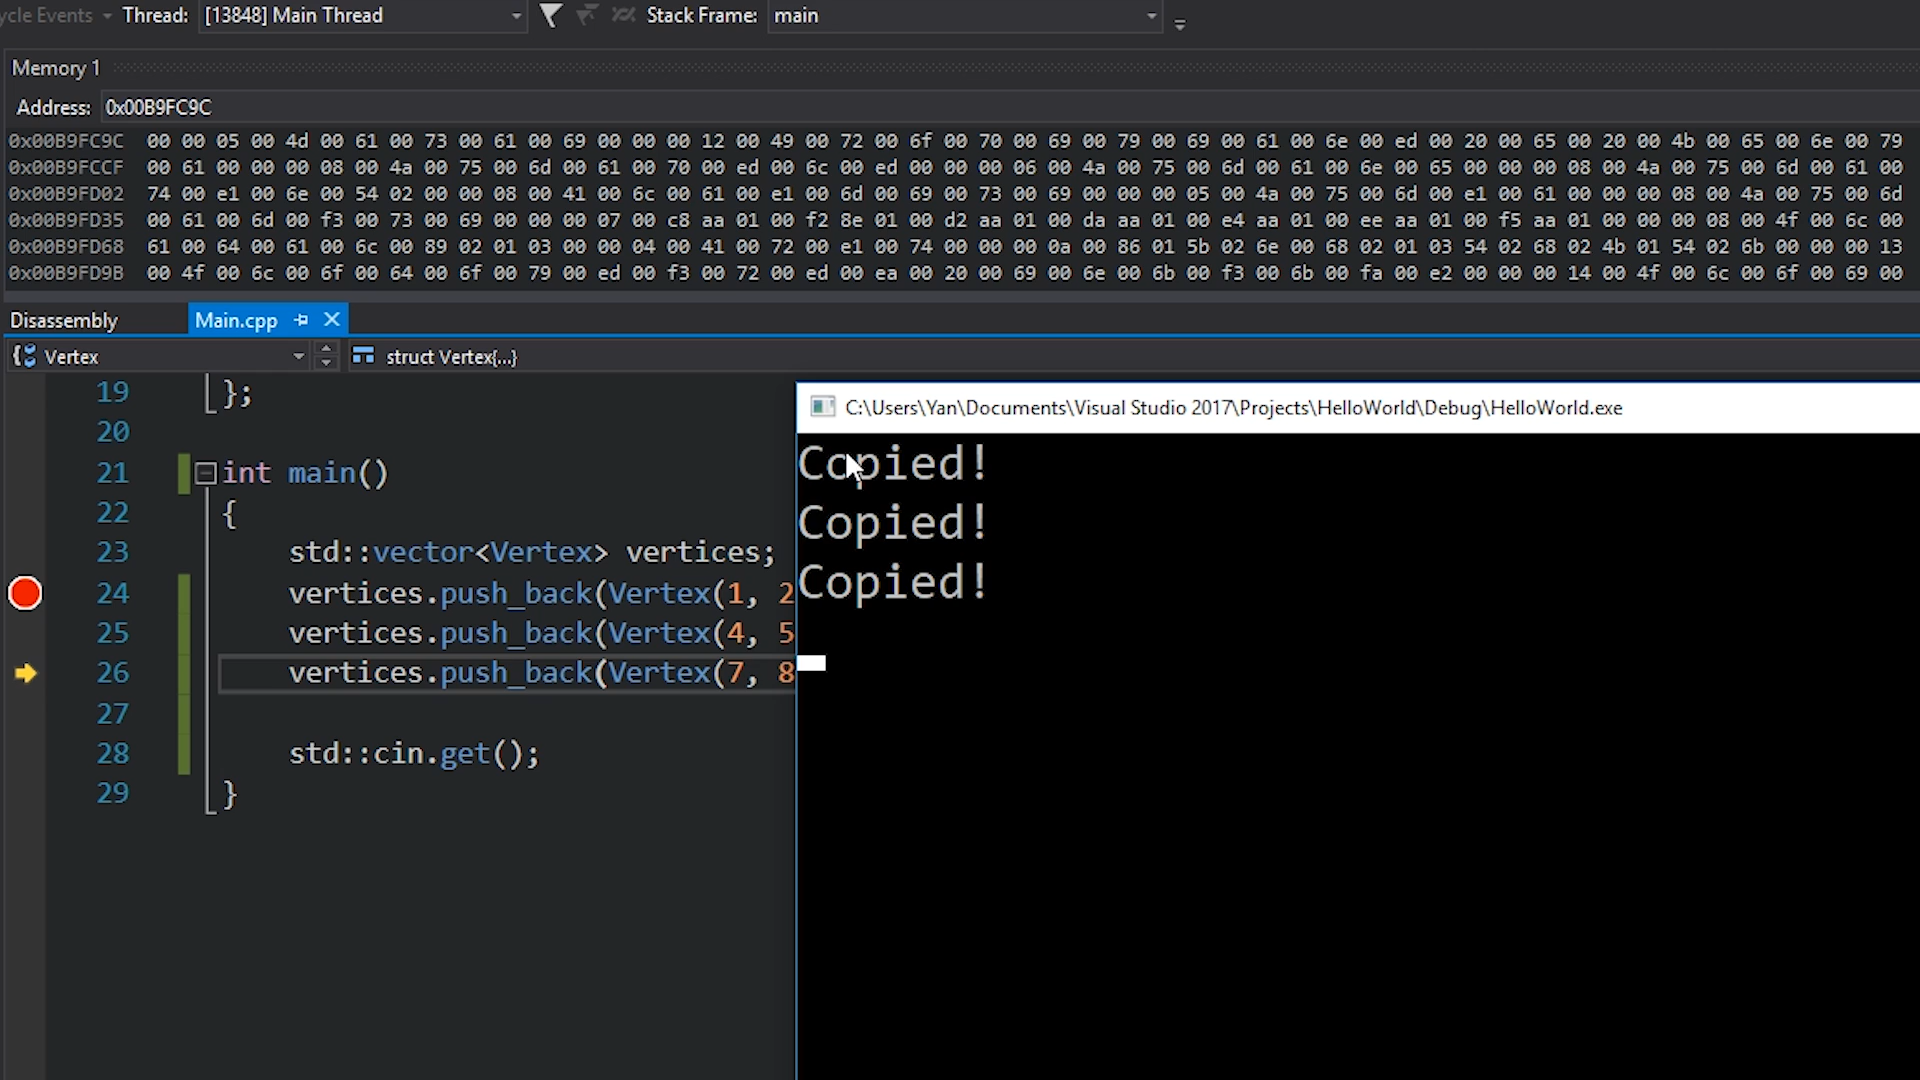 cycle Events Thread: [13848] Main Thread Stack Frame: main
Memory 1
Address: 0x00B9FC9C
0x00B9FC9C 00 00 05 00 4d 00 61 00 73 00 61 00 69 00 00 00 12 00 49 00 72 00 6f 00 70 00 69 00 79 00 69 00 61 00 6e 00 ed 00 20 00 65 00 20 00 4b 00 65 00 6e 00 79
0x00B9FCCF 00 61 00 00 00 08 00 4a 00 75 00 6d 00 61 00 70 00 ed 00 6c 00 ed 00 00 00 06 00 4a 00 75 00 6d 00 61 00 6e 00 65 00 00 00 08 00 4a 00 75 00 6d 00 61 00
0x00B9FD02 74 00 e1 00 6e 00 54 02 00 00 08 00 41 00 6c 00 61 00 e1 00 6d 00 69 00 73 00 69 00 00 00 05 00 4a 00 75 00 6d 00 e1 00 61 00 00 00 08 00 4a 00 75 00 6d
0x00B9FD35 00 61 00 6d 00 f3 00 73 00 69 00 00 00 07 00 c8 aa 01 00 f2 8e 01 00 d2 aa 01 00 da aa 01 00 e4 aa 01 00 ee aa 01 00 f5 aa 01 00 00 00 08 00 4f 00 6c 00
0x00B9FD68 61 00 64 00 61 00 6c 00 89 02 01 03 00 00 04 00 41 00 72 00 e1 00 74 00 00 00 0a 00 86 01 5b 02 6e 00 68 02 01 03 54 02 68 02 4b 01 54 02 6b 00 00 00 13
0x00B9FD9B 00 4f 00 6c 00 6f 00 64 00 6f 00 79 00 ed 00 f3 00 72 00 ed 00 ea 00 20 00 69 00 6e 00 6b 00 f3 00 6b 00 fa 00 e2 00 00 00 14 00 4f 00 6c 00 6f 00 69 00
Disassembly Main.cpp
Vertex struct Vertex{...}
19 };
20
21 int main()
22 {
23 std::vector<Vertex> vertices;
24 vertices.push_back(Vertex(1, 2
25 vertices.push_back(Vertex(4, 5
26 vertices.push_back(Vertex(7, 8
27
28 std::cin.get();
29 }
C:\Users\Yan\Documents\Visual Studio 2017\Projects\HelloWorld\Debug\HelloWorld.exe
Copied!
Copied!
Copied!